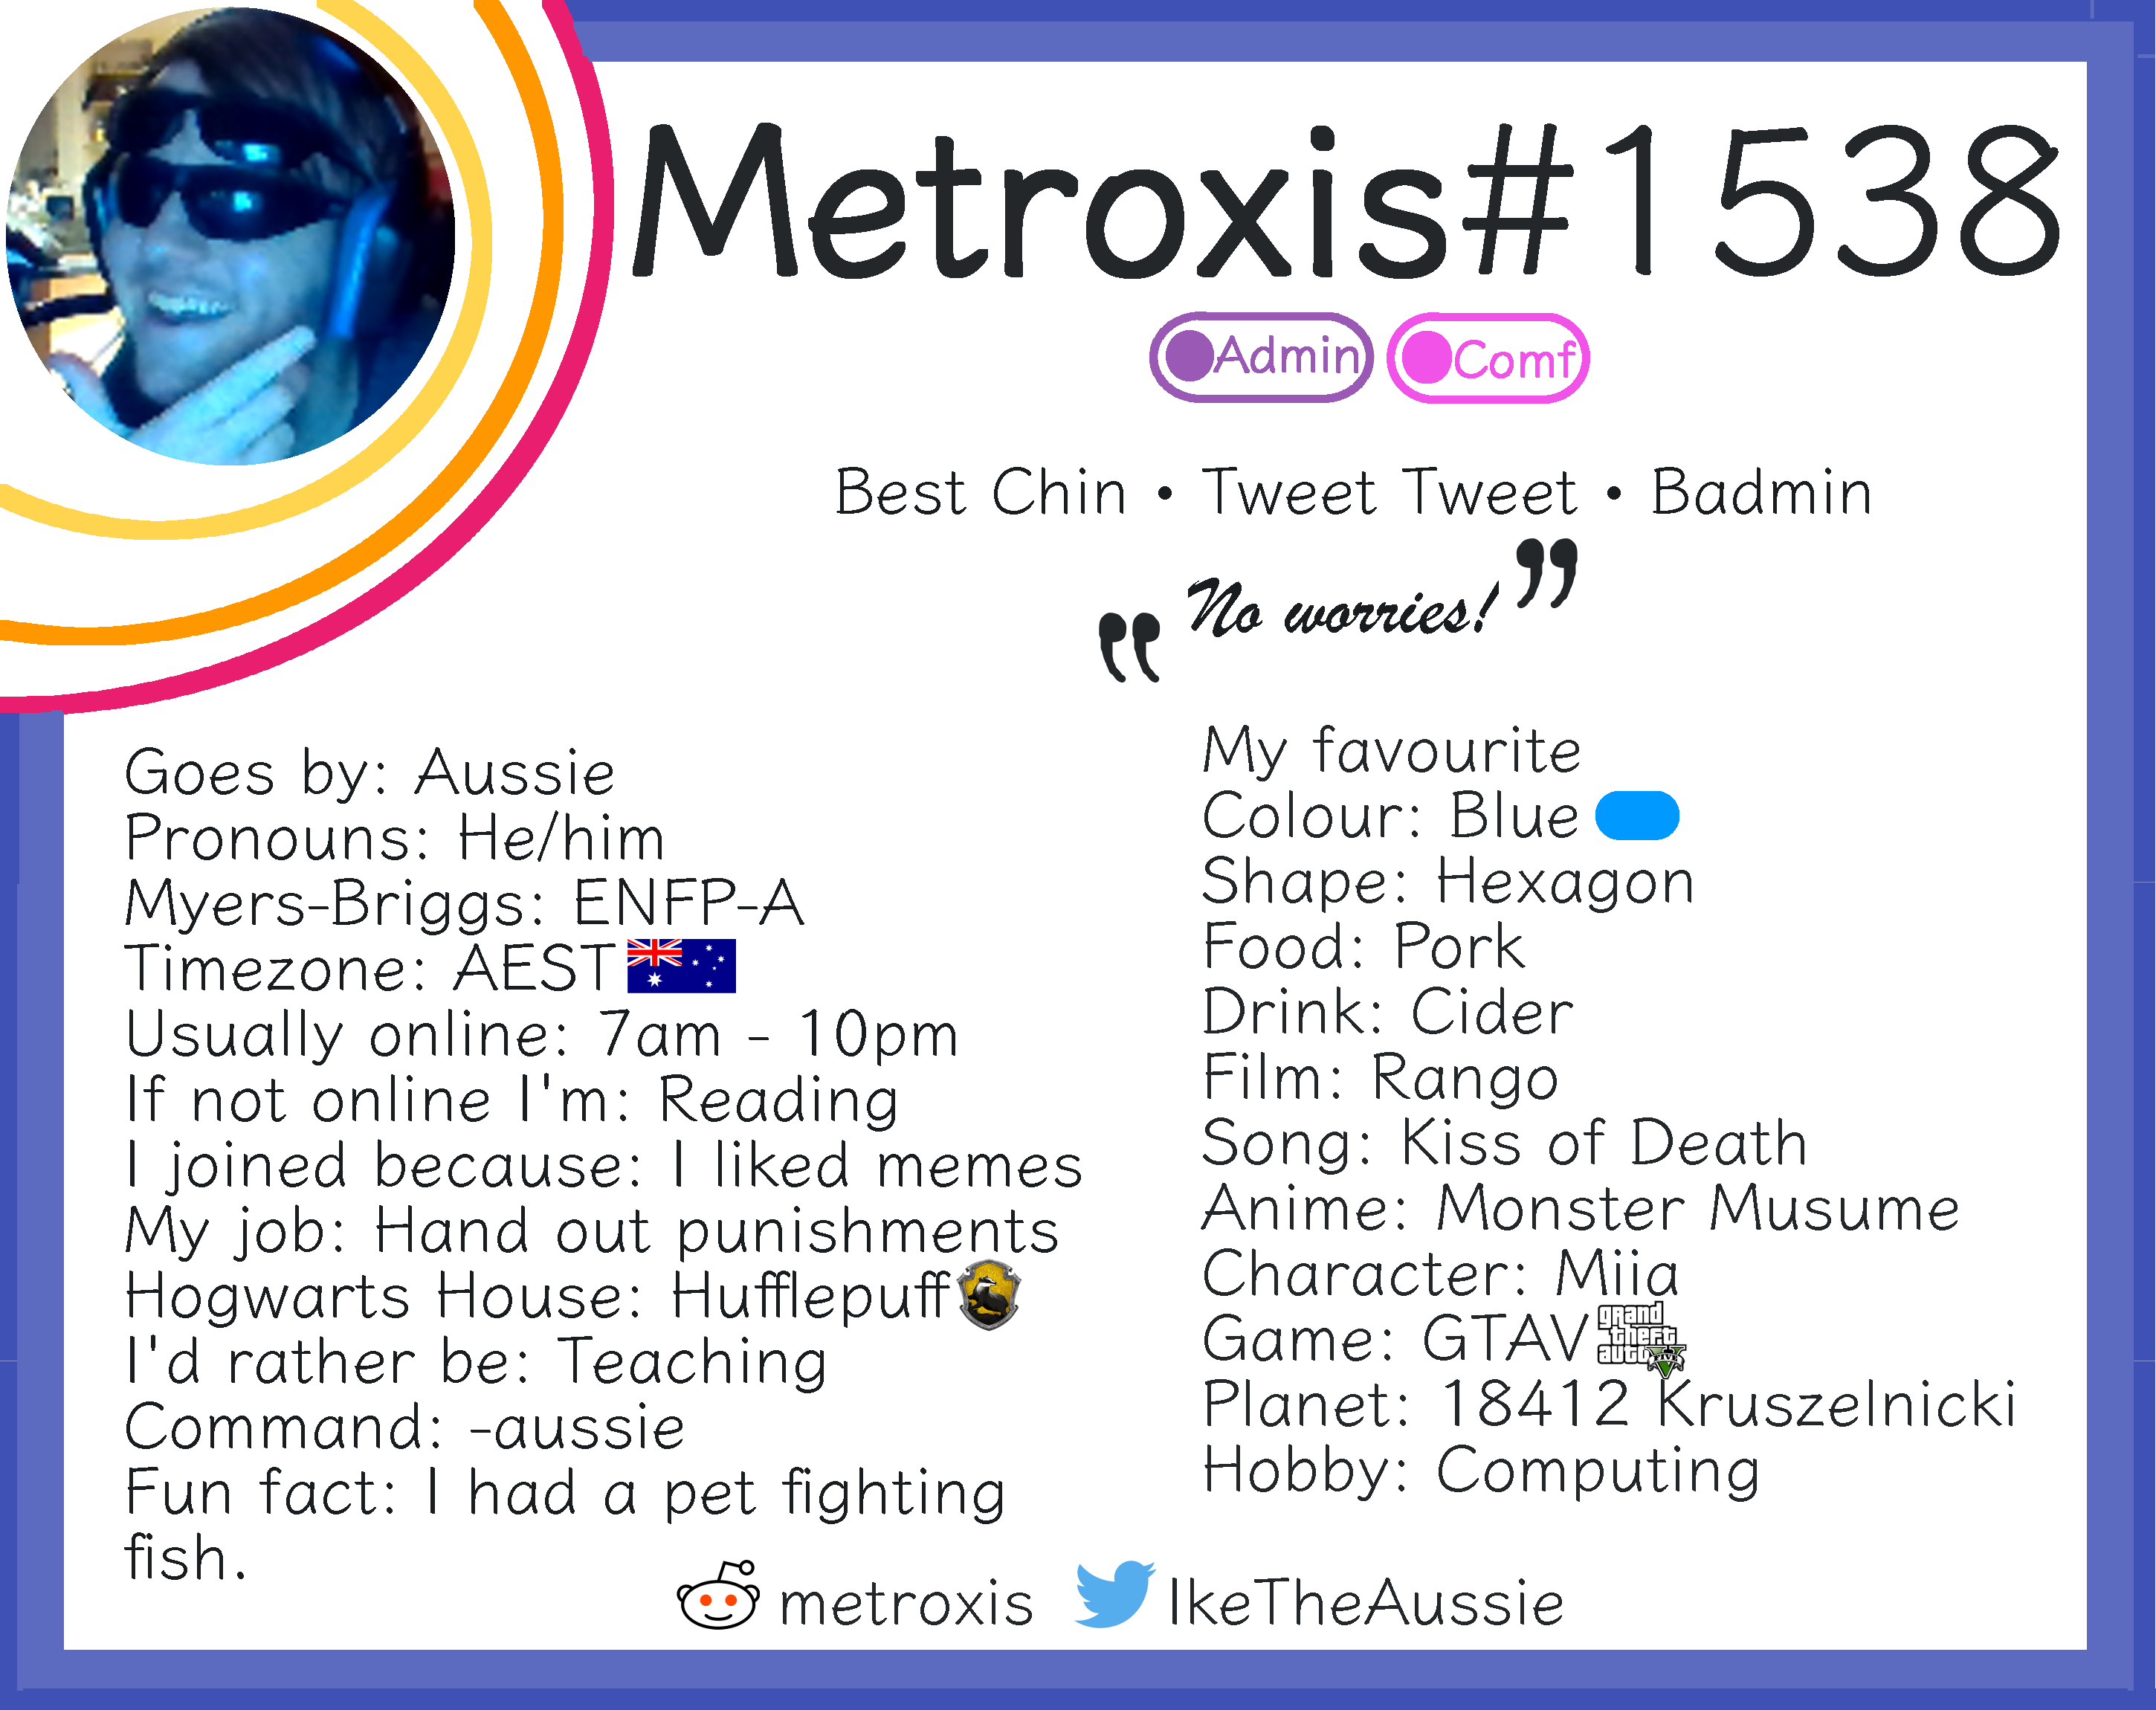 Metroxis#1538
Admin Comf
Best Chin • Tweet Tweet • Badmin
"No worries!"
Goes by: Aussie
Pronouns: He/him
Myers-Briggs: ENFP-A
Timezone: AEST
Usually online: 7am - 10pm
If not online I'm: Reading
I joined because: I liked memes
My job: Hand out punishments
Hogwarts House: Hufflepuff
I'd rather be: Teaching
Command: -aussie
Fun fact: I had a pet fighting
fish.
My favourite
Colour: Blue
Shape: Hexagon
Food: Pork
Drink: Cider
Film: Rango
Song: Kiss of Death
Anime: Monster Musume
Character: Miia
Game: GTAV
grand
theft
auto
FIVE
Planet: 18412 Kruszelnicki
Hobby: Computing
metroxis IkeTheAussie